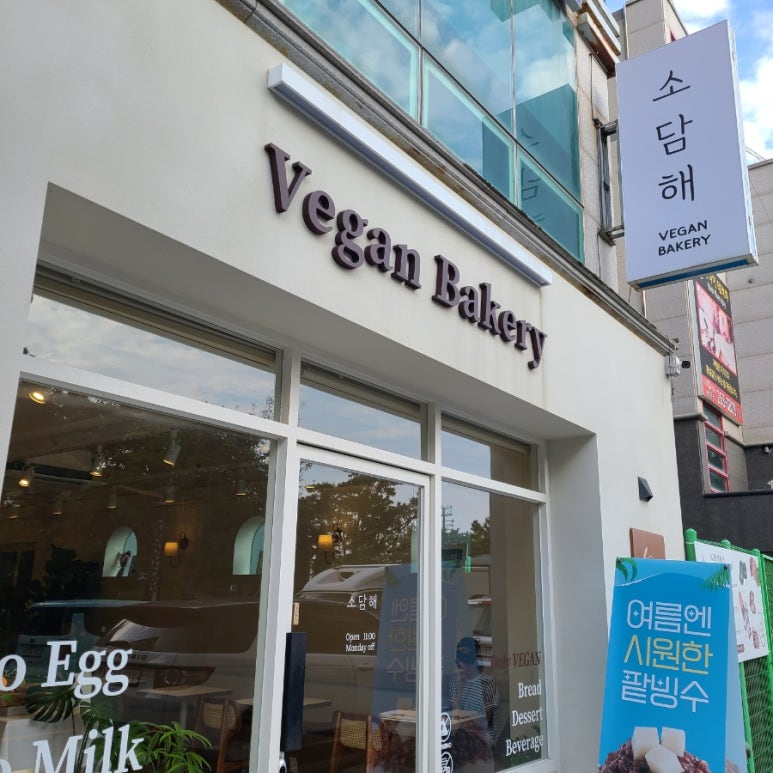 Vegan Bakery
소담해
VEGAN
BAKERY
소담해
Open 11:00
Monday off
Egg
Milk
Only VEGAN
Bread
Dessert
Beverage
여름엔
시원한
팥빙수